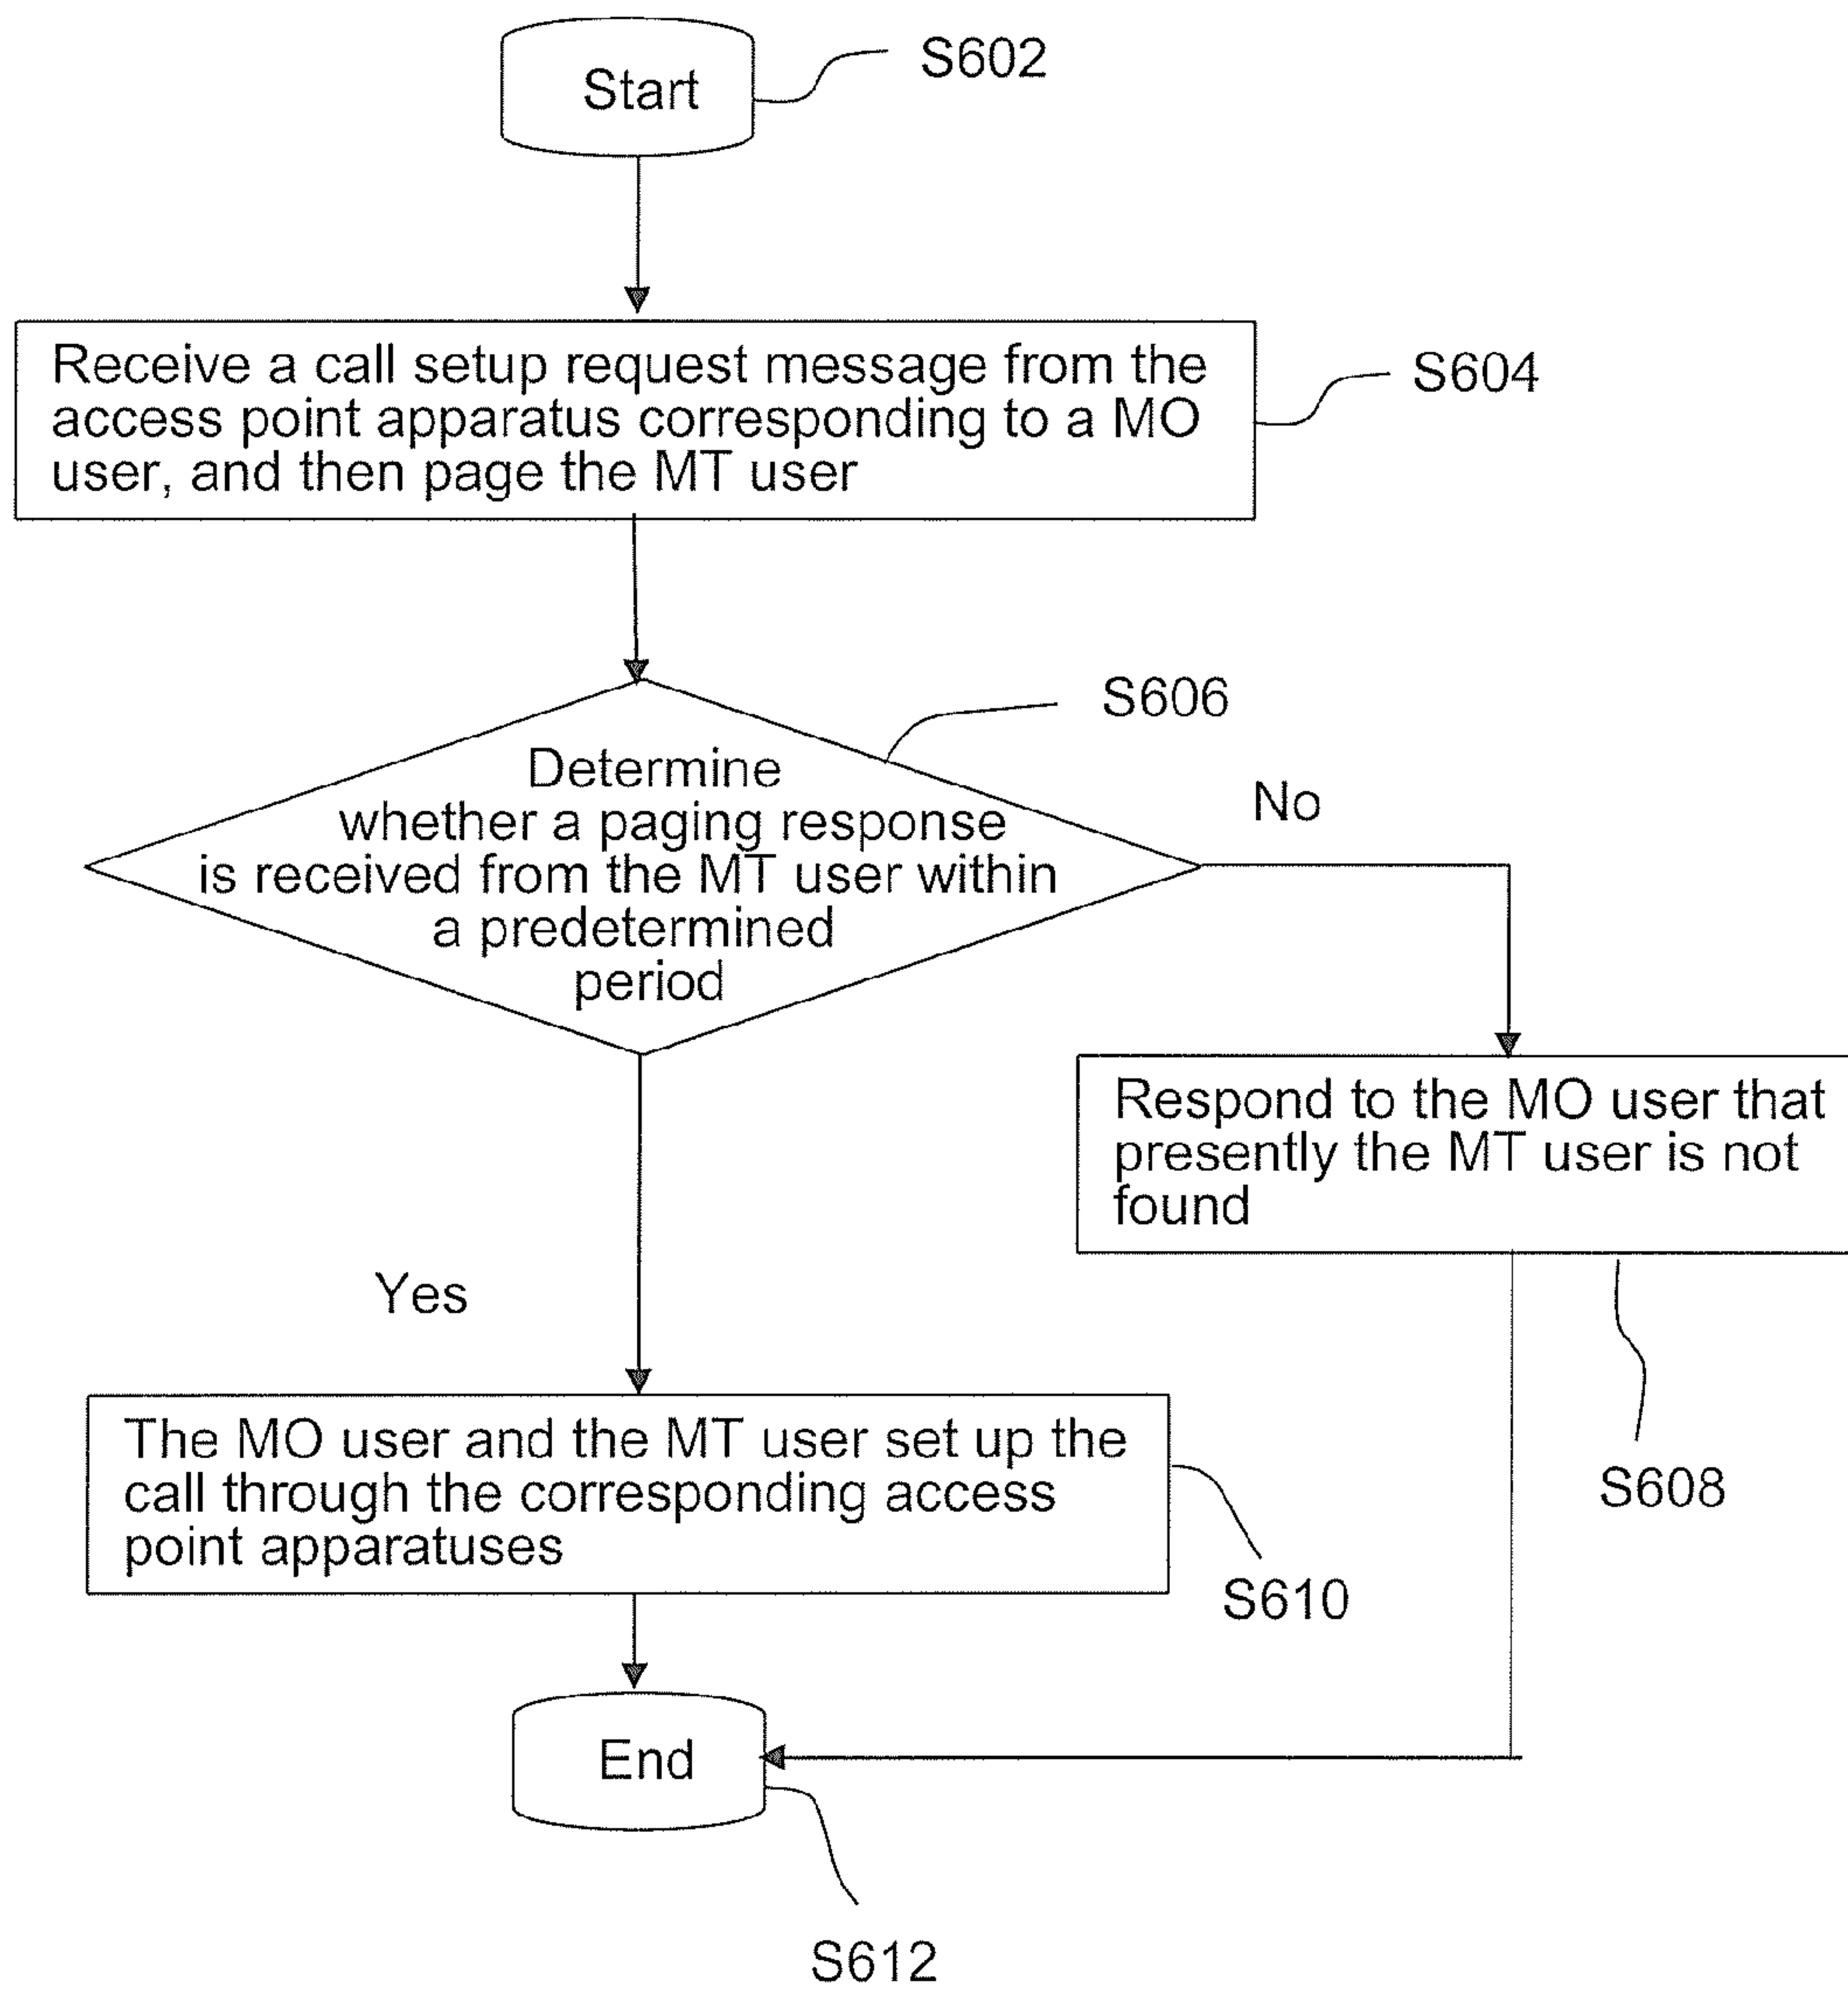 Start
S602
Receive a call setup request message from the
access point apparatus corresponding to a MO
user, and then page the MT user
S604
S606
Determine
whether a paging response
is received from the MT user within
a predetermined
period
No
Respond to the MO user that
presently the MT user is not
found
S608
Yes
The MO user and the MT user set up the
call through the corresponding access
point apparatuses
S610
End
S612